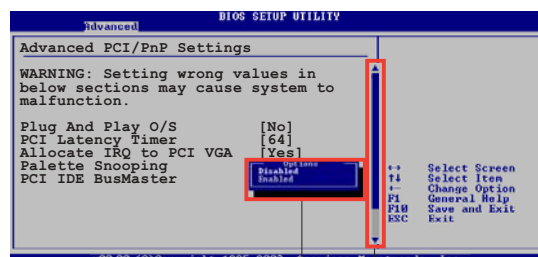 BIOS SETUP UTILITY
Advanced
Advanced PCI/PnP Settings
WARNING: Setting wrong values in
below sections may cause system to
malfunction.
Plug And Play O/S [No]
PCI Latency Timer [64]
Allocate IRQ to PCI VGA [Yes]
Palette Snooping
PCI IDE BusMaster
Options
Disabled
Enabled
↔ Select Screen
↑↓ Select Item
+- Change Option
F1 General Help
F10 Save and Exit
ESC Exit